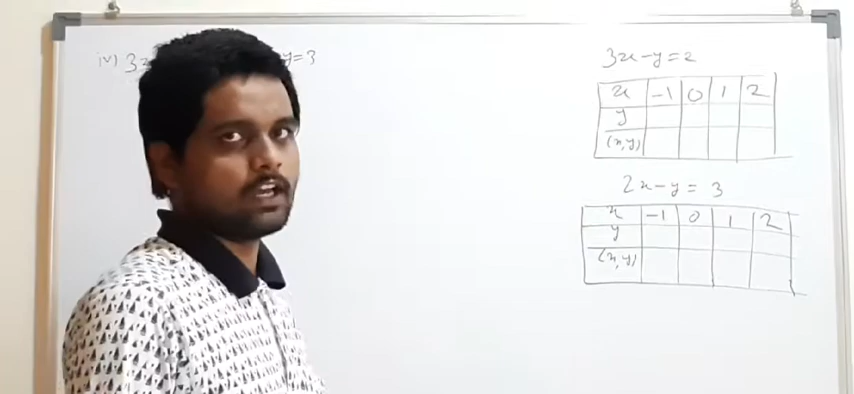 iv) 3x y=3
3x-y=2
x -1 0 1 2
y
(x,y)
2x-y= 3
x -1 0 1 2
y
(x,y)